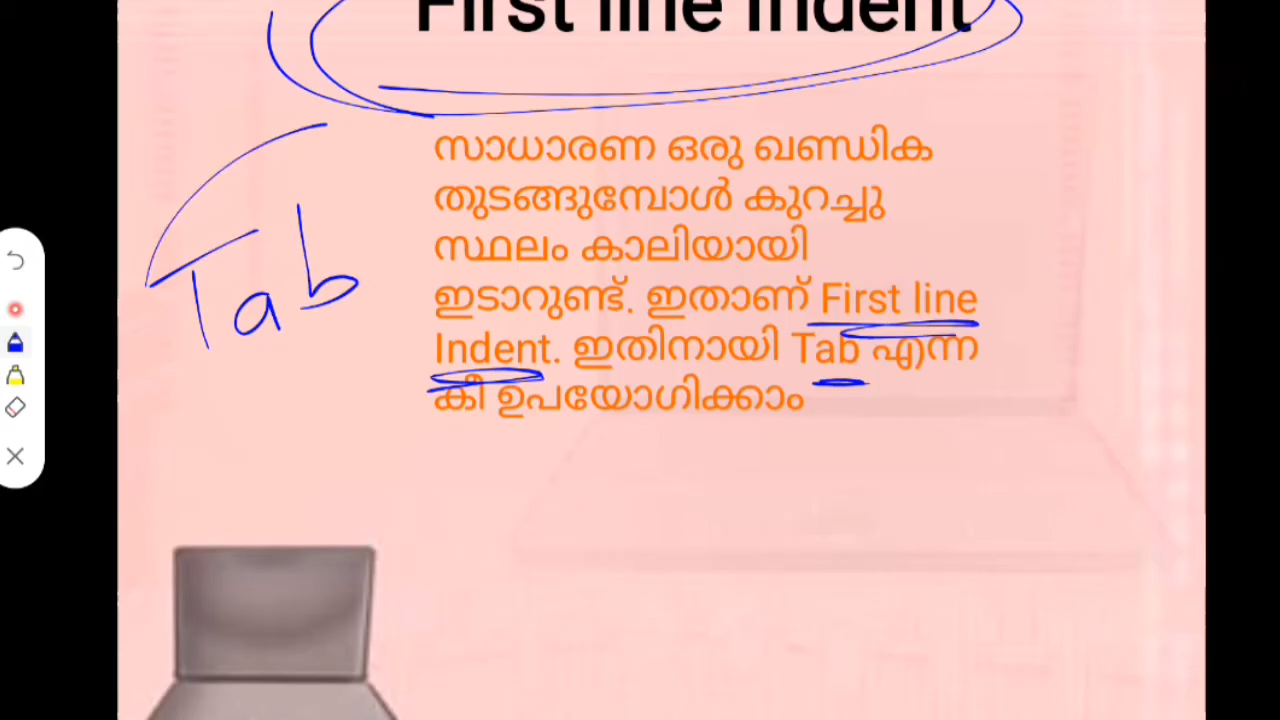 First line Indent
സാധാരണ ഒരു ഖണ്ഡിക
തുടങ്ങുമ്പോൾ കുറച്ചു
സ്ഥലം കാലിയായി
ഇടാറുണ്ട്. ഇതാണ് First line
Indent. ഇതിനായി Tab എന്ന
കീ ഉപയോഗിക്കാം
Tab